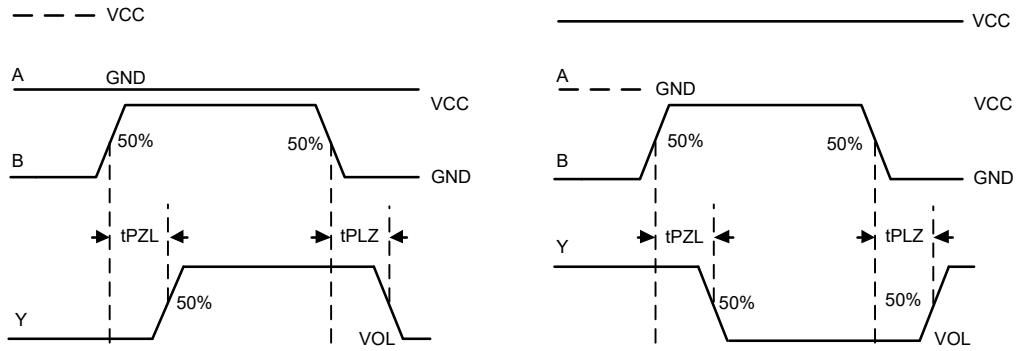 VCC
A
GND
VCC
50%
50%
B
GND
tPZL
tPLZ
50%
Y
VOL
VCC
A
GND
VCC
50%
50%
B
GND
tPZL
tPLZ
Y
50%
50%
VOL